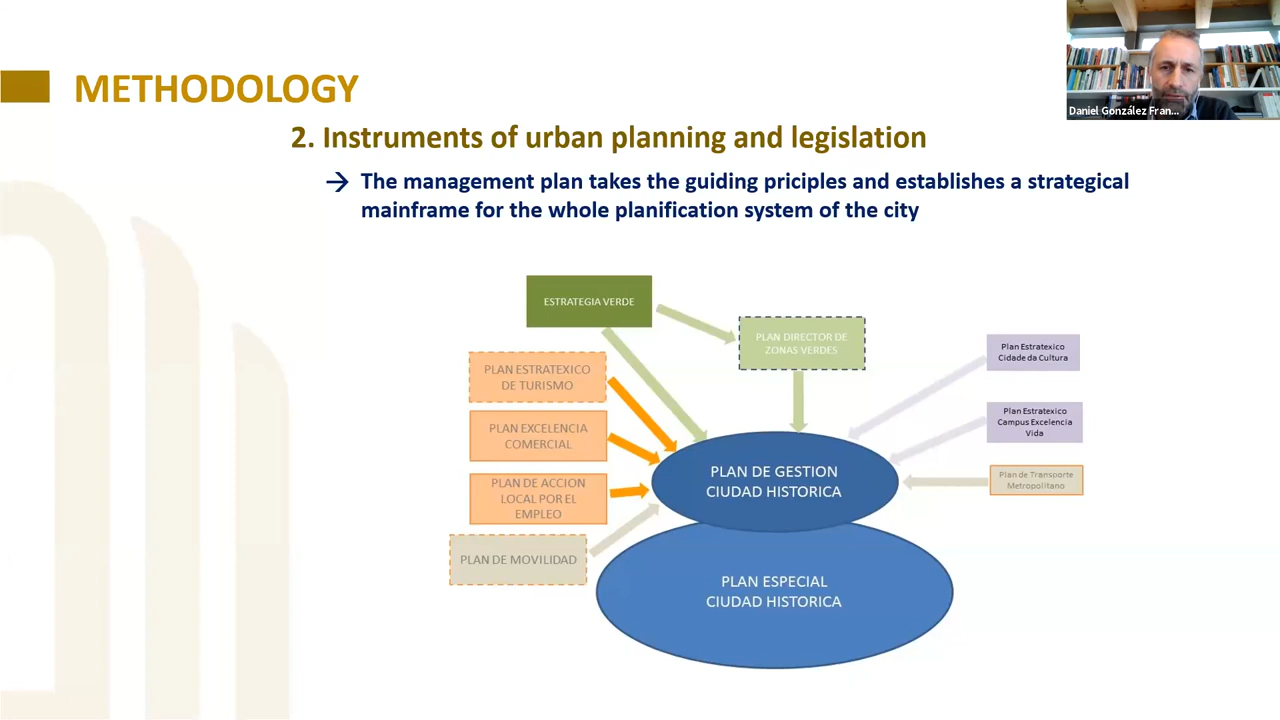 METHODOLOGY
2. Instruments of urban planning and legislation
→ The management plan takes the guiding priciples and establishes a strategical
mainframe for the whole planification system of the city
Daniel González Fran...
ESTRATEGIA VERDE
PLAN DIRECTOR DE
ZONAS VERDES
PLAN ESTRATEXICO
DE TURISMO
PLAN EXCELENCIA
COMERCIAL
PLAN DE ACCION
LOCAL POR EL
EMPLEO
PLAN DE MOVILIDAD
Plan Estratexico
Cidade da Cultura
Plan Estratexico
Campus Excelencia
Vida
Plan de Transporte
Metropolitano
PLAN DE GESTION
CIUDAD HISTORICA
PLAN ESPECIAL
CIUDAD HISTORICA